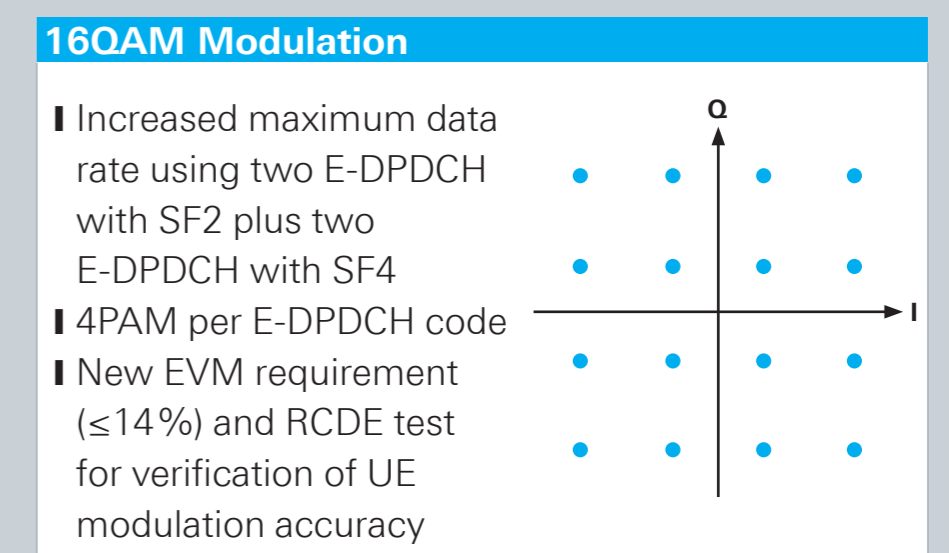 16QAM Modulation
Increased maximum data
rate using two E-DPDCH
with SF2 plus two
E-DPDCH with SF4
4PAM per E-DPDCH code
New EVM requirement
(≤14%) and RCDE test
for verification of UE
modulation accuracy
Q
I